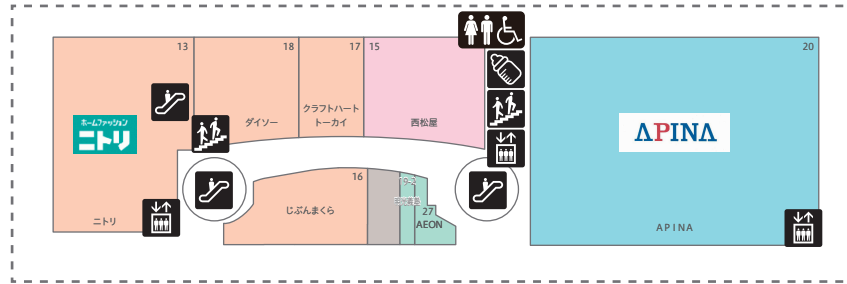 13
ホームファッション
ニトリ
ニトリ
18
ダイソー
17
クラフトハート
トーカイ
15
西松屋
20
APINA
APINA
16
じぶんまくら
27
AEON